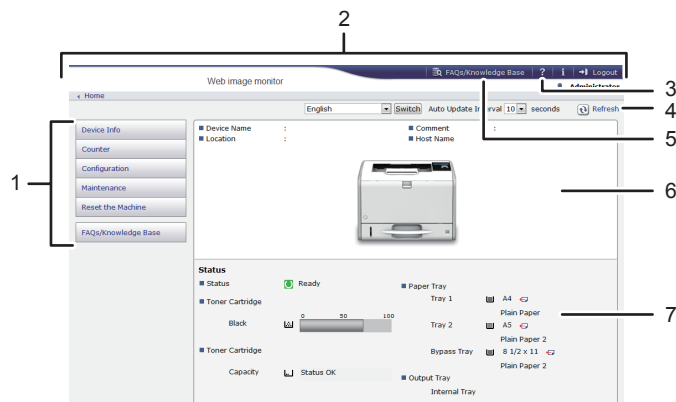 2
FAQs/Knowledge Base ? i Logout
Web image monitor
Administrator
3
Home
English Switch Auto Update Interval 10 seconds Refresh
4
Device Info
Device Name : Comment :
Location : Host Name
5
Counter
Configuration
1
Maintenance
6
Reset the Machine
FAQs/Knowledge Base
Status
Status Ready
Paper Tray
Toner Cartridge
Tray 1 A4
Plain Paper
7
0 50 100
Black
Tray 2 A5
Plain Paper 2
Toner Cartridge
Bypass Tray 8 1/2 x 11
Plain Paper 2
Capacity Status OK
Output Tray
Internal Tray